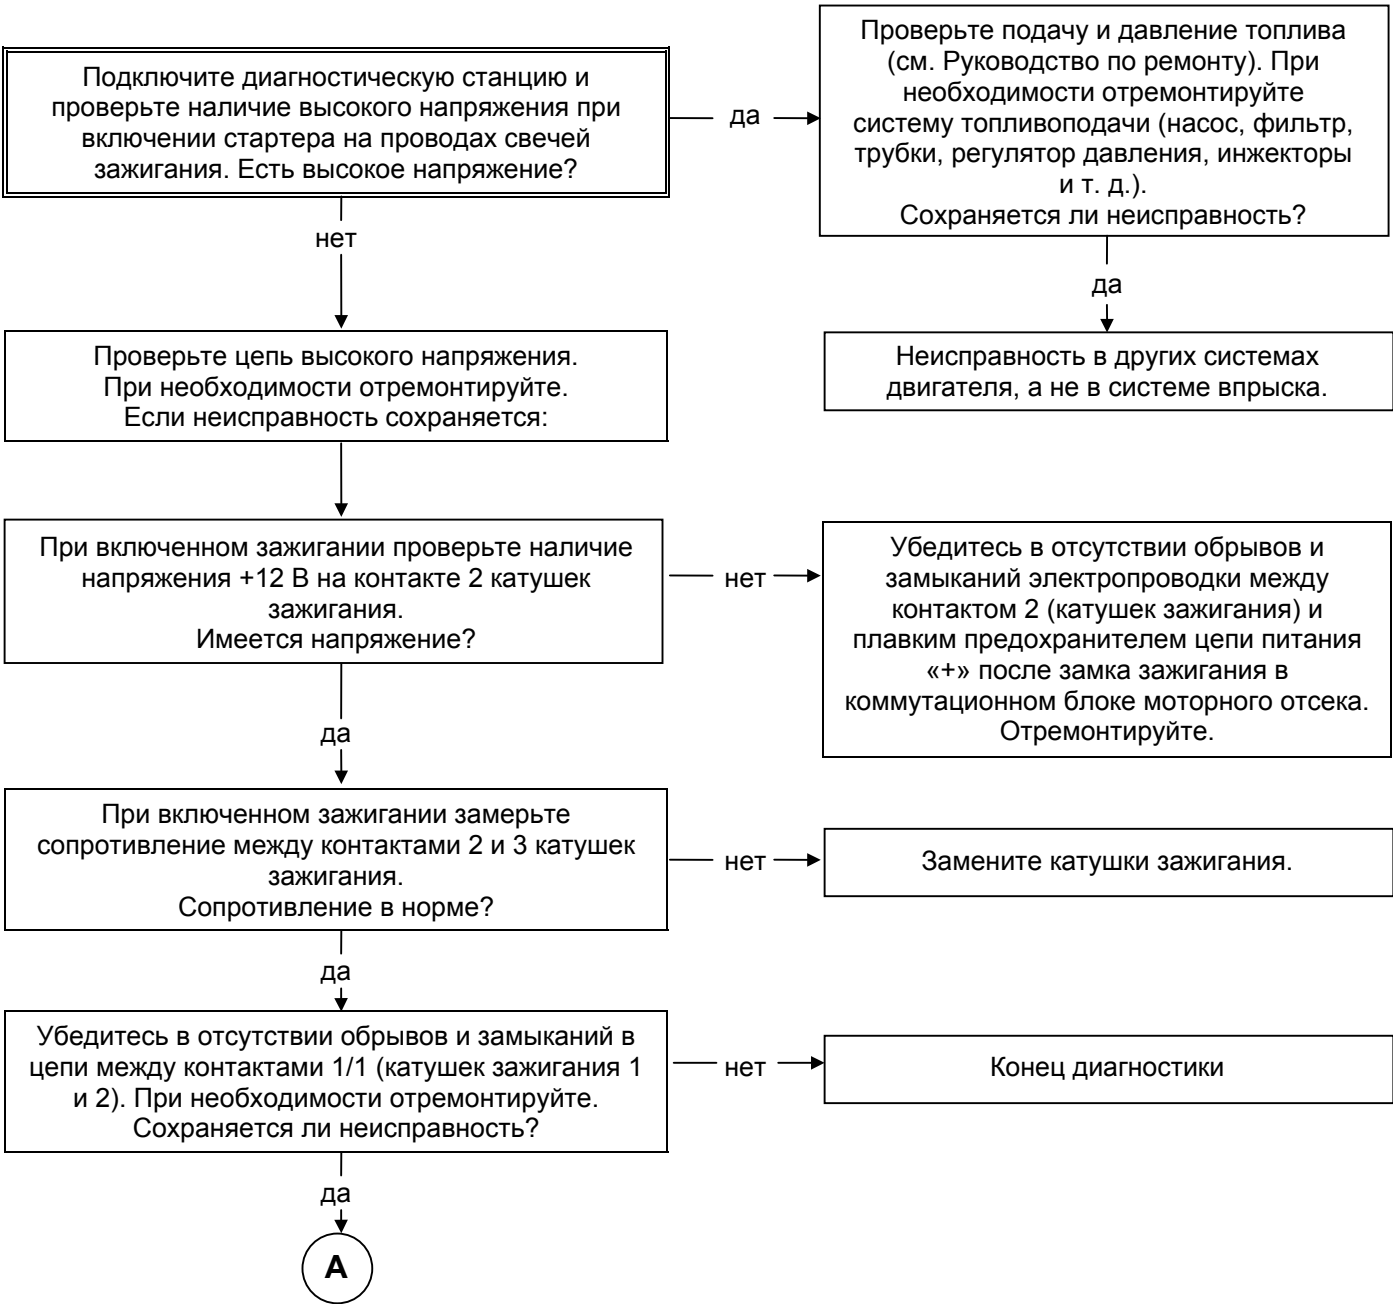 Подключите диагностическую станцию и
проверьте наличие высокого напряжения при
включении стартера на проводах свечей
зажигания. Есть высокое напряжение?
да
Проверьте подачу и давление топлива
(см. Руководство по ремонту). При
необходимости отремонтируйте
систему топливоподачи (насос, фильтр,
трубки, регулятор давления, инжекторы
и т. д.).
Сохраняется ли неисправность?
нет
да
Проверьте цепь высокого напряжения.
При необходимости отремонтируйте.
Если неисправность сохраняется:
Неисправность в других системах
двигателя, а не в системе впрыска.
При включенном зажигании проверьте наличие
напряжения +12 В на контакте 2 катушек
зажигания.
Имеется напряжение?
нет
Убедитесь в отсутствии обрывов и
замыканий электропроводки между
контактом 2 (катушек зажигания) и
плавким предохранителем цепи питания
«+» после замка зажигания в
коммутационном блоке моторного отсека.
Отремонтируйте.
да
При включенном зажигании замерьте
сопротивление между контактами 2 и 3 катушек
зажигания.
Сопротивление в норме?
нет
Замените катушки зажигания.
да
Убедитесь в отсутствии обрывов и замыканий в
цепи между контактами 1/1 (катушек зажигания 1
и 2). При необходимости отремонтируйте.
Сохраняется ли неисправность?
нет
Конец диагностики
да
А